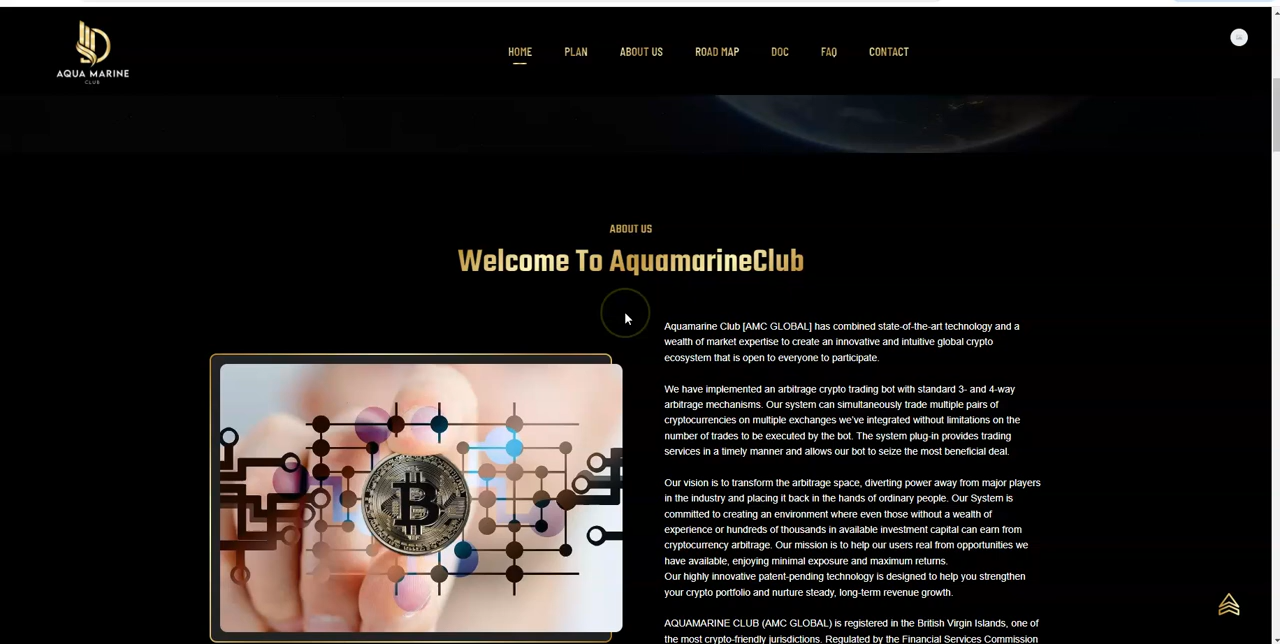 AQUA MARINE
CLUB
HOME PLAN ABOUT US ROAD MAP DOC FAQ CONTACT
ABOUT US
Welcome To AquamarineClub
Aquamarine Club [AMC GLOBAL] has combined state-of-the-art technology and a
wealth of market expertise to create an innovative and intuitive global crypto
ecosystem that is open to everyone to participate.
We have implemented an arbitrage crypto trading bot with standard 3- and 4-way
arbitrage mechanisms. Our system can simultaneously trade multiple pairs of
cryptocurrencies on multiple exchanges we've integrated without limitations on the
number of trades to be executed by the bot. The system plug-in provides trading
services in a timely manner and allows our bot to seize the most beneficial deal.
Our vision is to transform the arbitrage space, diverting power away from major players
in the industry and placing it back in the hands of ordinary people. Our System is
committed to creating an environment where even those without a wealth of
experience or hundreds of thousands in available investment capital can earn from
cryptocurrency arbitrage. Our mission is to help our users real from opportunities we
have available, enjoying minimal exposure and maximum returns.
Our highly innovative patent-pending technology is designed to help you strengthen
your crypto portfolio and nurture steady, long-term revenue growth.
AQUAMARINE CLUB (AMC GLOBAL) is registered in the British Virgin Islands, one of
the most crypto-friendly jurisdictions. Regulated by the Financial Services Commission